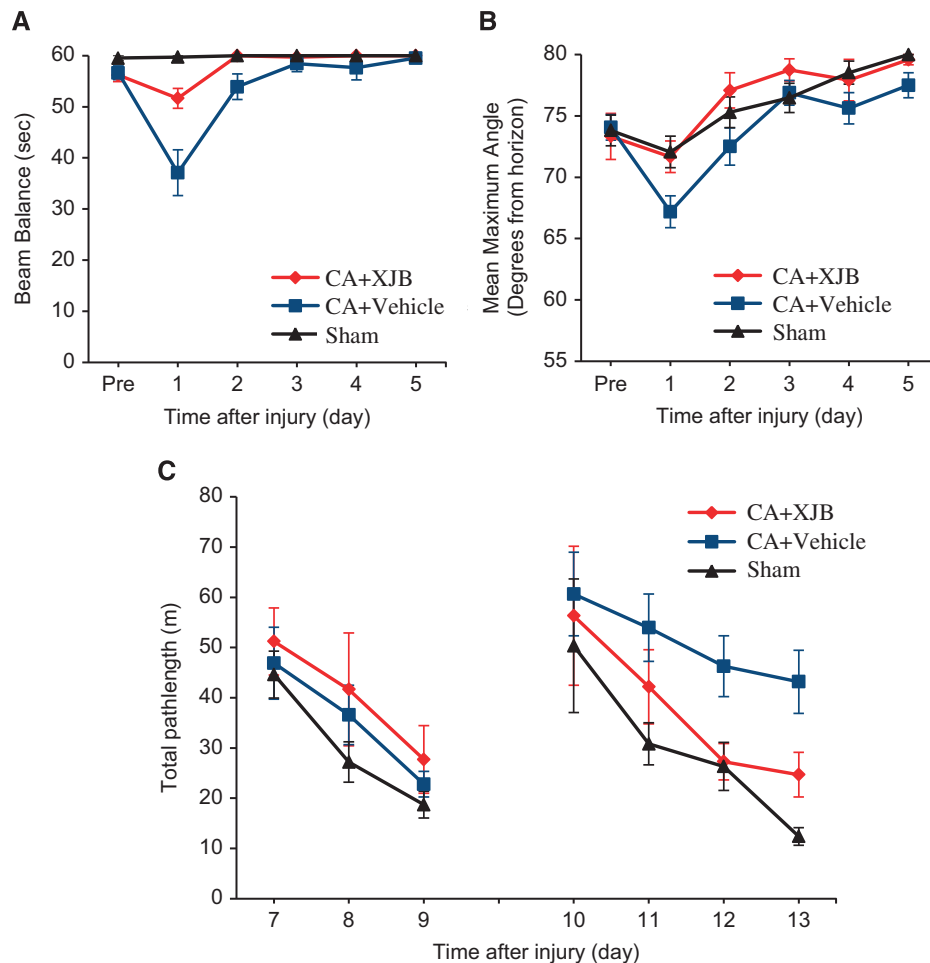 A
Beam Balance (sec)
60
50
40
30
20
10
0
CA+XJB
CA+Vehicle
Sham
Pre 1 2 3 4 5
Time after injury (day)
B
Mean Maximum Angle
(Degrees from horizon)
80
75
70
65
60
55
CA+XJB
CA+Vehicle
Sham
Pre 1 2 3 4 5
Time after injury (day)
C
Total pathlength (m)
80
70
60
50
40
30
20
10
0
CA+XJB
CA+Vehicle
Sham
7 8 9 10 11 12 13
Time after injury (day)